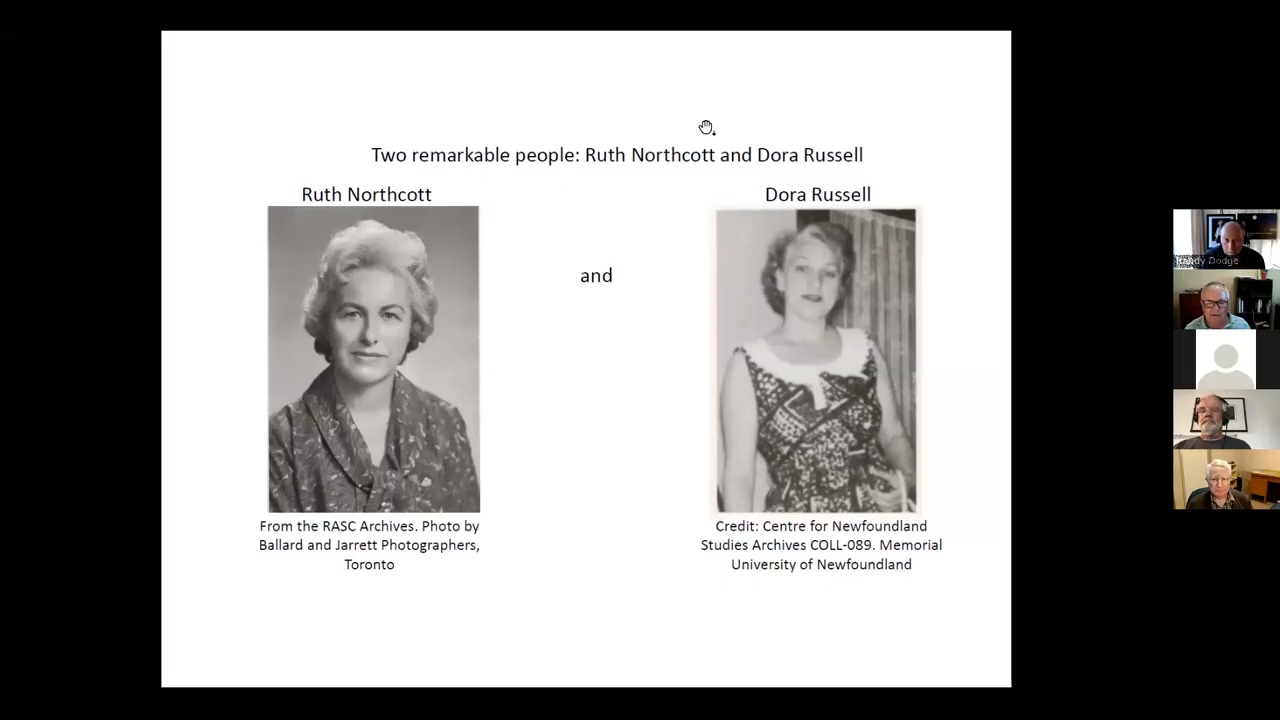 Two remarkable people: Ruth Northcott and Dora Russell
Ruth Northcott
Dora Russell
and
From the RASC Archives. Photo by
Ballard and Jarrett Photographers,
Toronto
Credit: Centre for Newfoundland
Studies Archives COLL-089. Memorial
University of Newfoundland
Dodge